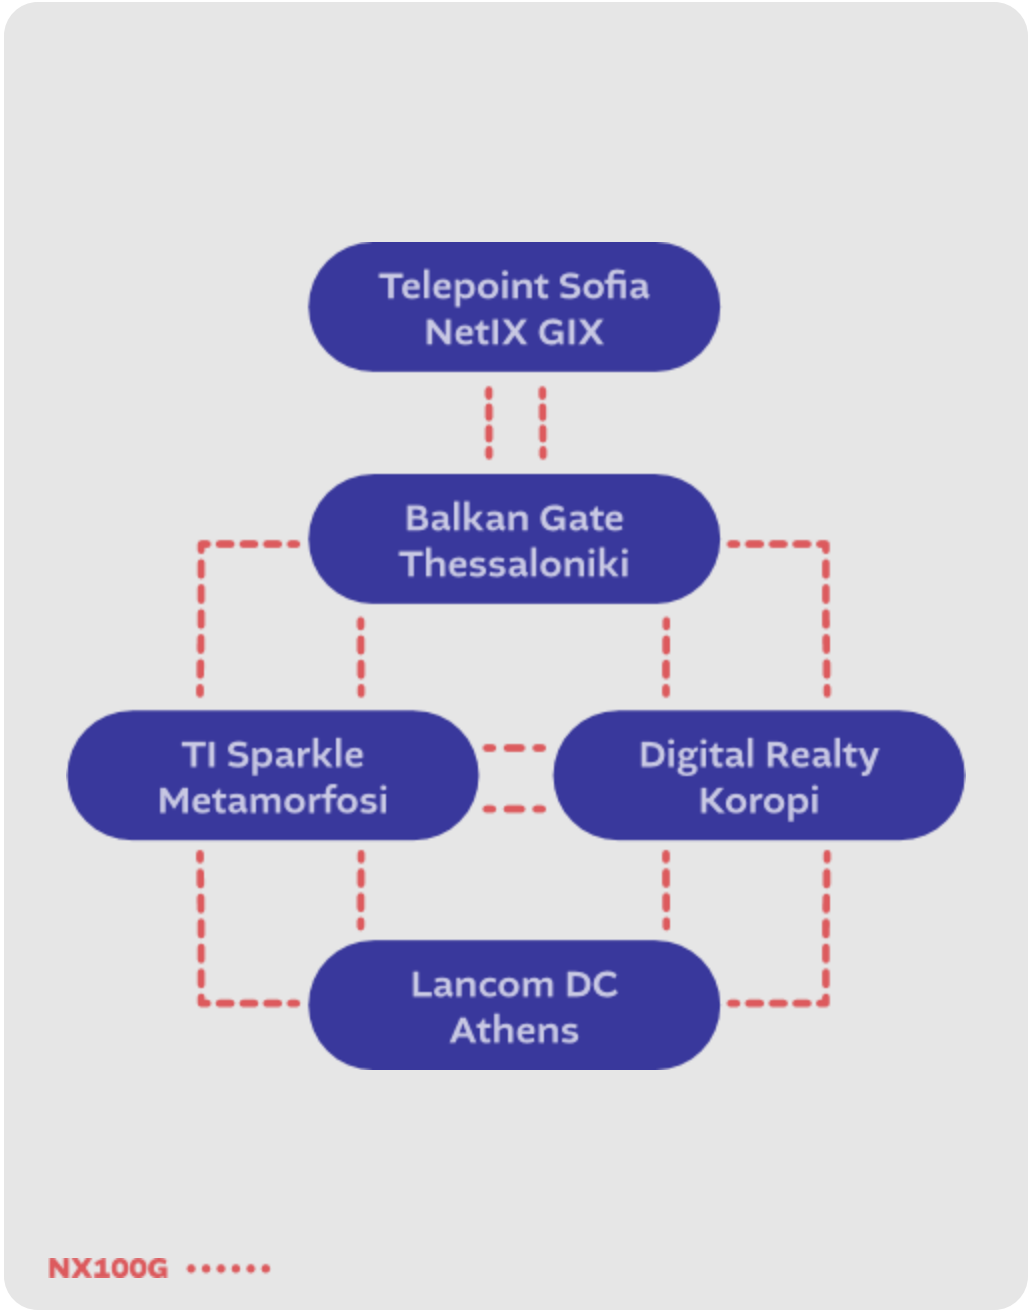 Telepoint Sofia
NetIX GIX
Balkan Gate
Thessaloniki
TI Sparkle
Metamorfosi
Digital Realty
Koropi
Lancom DC
Athens
NX100G